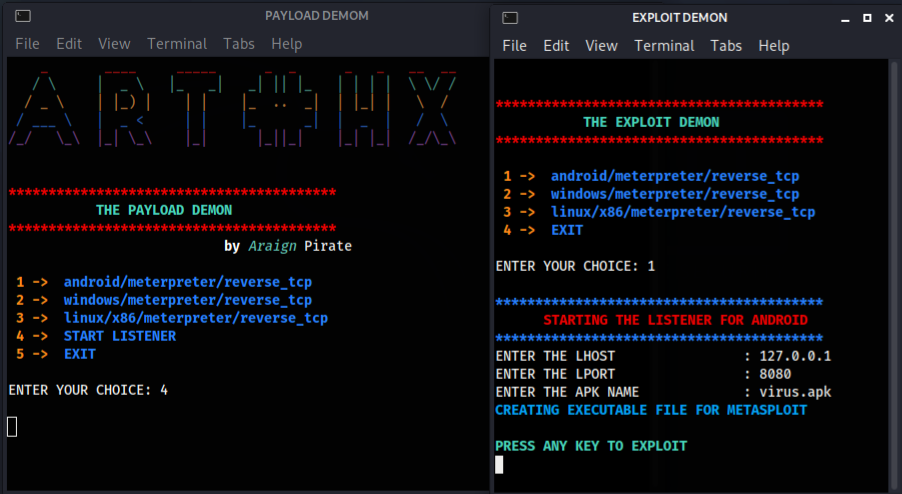 PAYLOAD DEMOM
File Edit View Terminal Tabs Help
ART#HX
*****************************************
THE PAYLOAD DEMON
*****************************************
by Araign Pirate
1 -> android/meterpreter/reverse_tcp
2 -> windows/meterpreter/reverse_tcp
3 -> linux/x86/meterpreter/reverse_tcp
4 -> START LISTENER
5 -> EXIT
ENTER YOUR CHOICE: 4
EXPLOIT DEMON
File Edit View Terminal Tabs Help
*****************************************
THE EXPLOIT DEMON
*****************************************
1 -> android/meterpreter/reverse_tcp
2 -> windows/meterpreter/reverse_tcp
3 -> linux/x86/meterpreter/reverse_tcp
4 -> EXIT
ENTER YOUR CHOICE: 1
*****************************************
STARTING THE LISTENER FOR ANDROID
*****************************************
ENTER THE LHOST : 127.0.0.1
ENTER THE LPORT : 8080
ENTER THE APK NAME : virus.apk
CREATING EXECUTABLE FILE FOR METASPLOIT
PRESS ANY KEY TO EXPLOIT